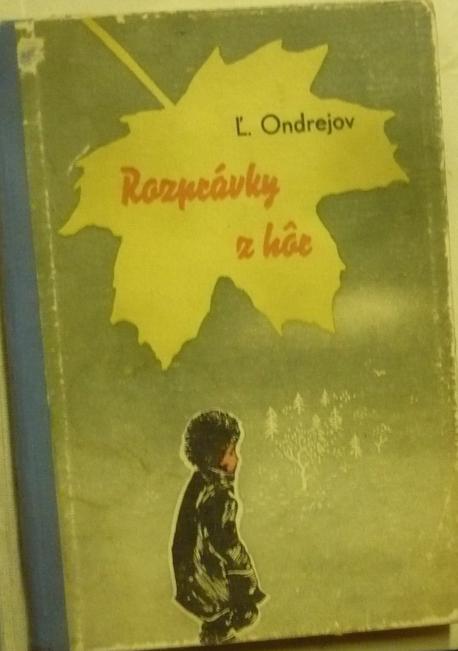 Ľ. Ondrejov
Rozprávky
z hôr